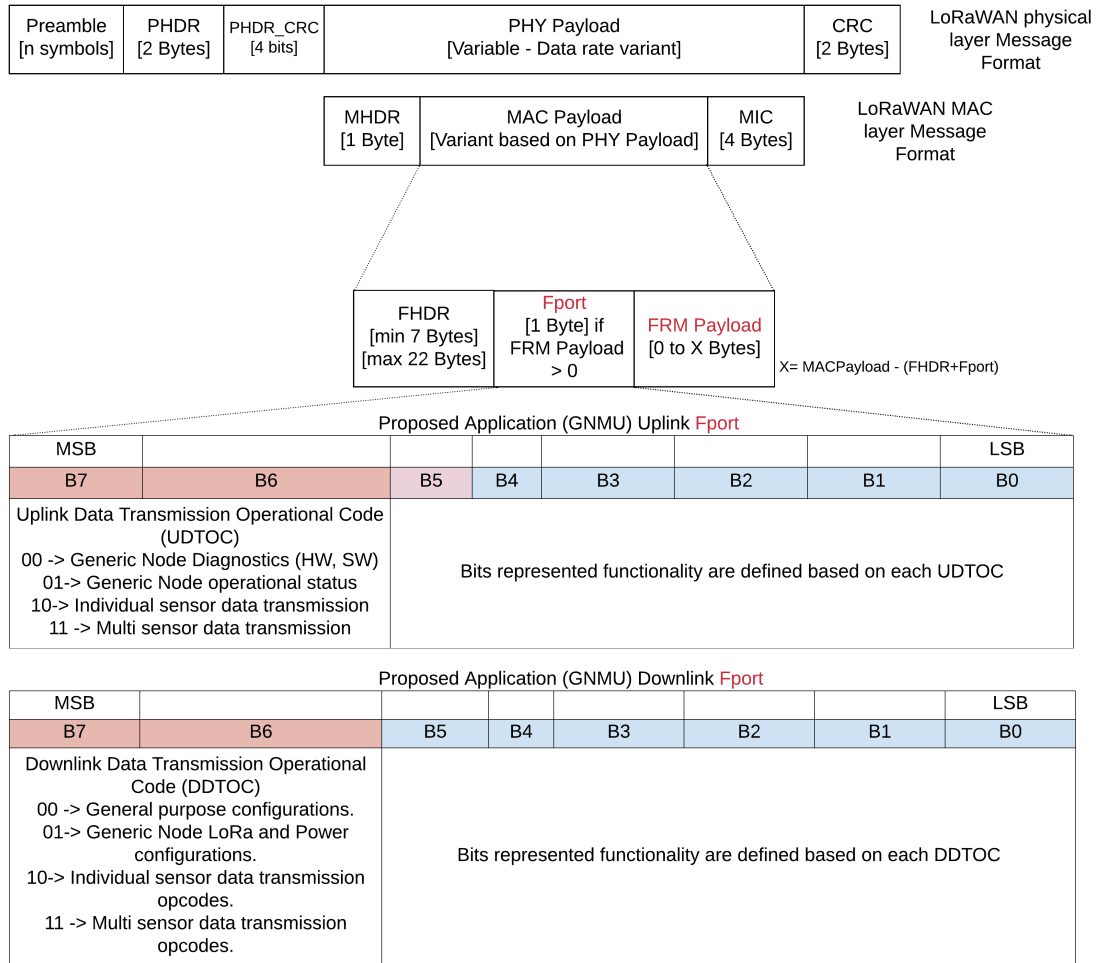 Preamble
[n symbols]
PHDR
[2 Bytes]
PHDR_CRC
[4 bits]
PHY Payload
[Variable - Data rate variant]
CRC
[2 Bytes]
LoRaWAN physical
layer Message
Format
MHDR
[1 Byte]
MAC Payload
[Variant based on PHY Payload]
MIC
[4 Bytes]
LoRaWAN MAC
layer Message
Format
FHDR
[min 7 Bytes]
[max 22 Bytes]
Fport
[1 Byte] if
FRM Payload
> 0
FRM Payload
[0 to X Bytes]
X= MACPayload - (FHDR+Fport)
Proposed Application (GNMU) Uplink Fport
MSB
LSB
B7
B6
B5
B4
B3
B2
B1
B0
Uplink Data Transmission Operational Code
(UDTOC)
00 -> Generic Node Diagnostics (HW, SW)
01-> Generic Node operational status
10-> Individual sensor data transmission
11 -> Multi sensor data transmission
Bits represented functionality are defined based on each UDTOC
Proposed Application (GNMU) Downlink Fport
MSB
LSB
B7
B6
B5
B4
B3
B2
B1
B0
Downlink Data Transmission Operational
Code (DDTOC)
00 -> General purpose configurations.
01-> Generic Node LoRa and Power
configurations.
10-> Individual sensor data transmission
opcodes.
11 -> Multi sensor data transmission
opcodes.
Bits represented functionality are defined based on each DDTOC